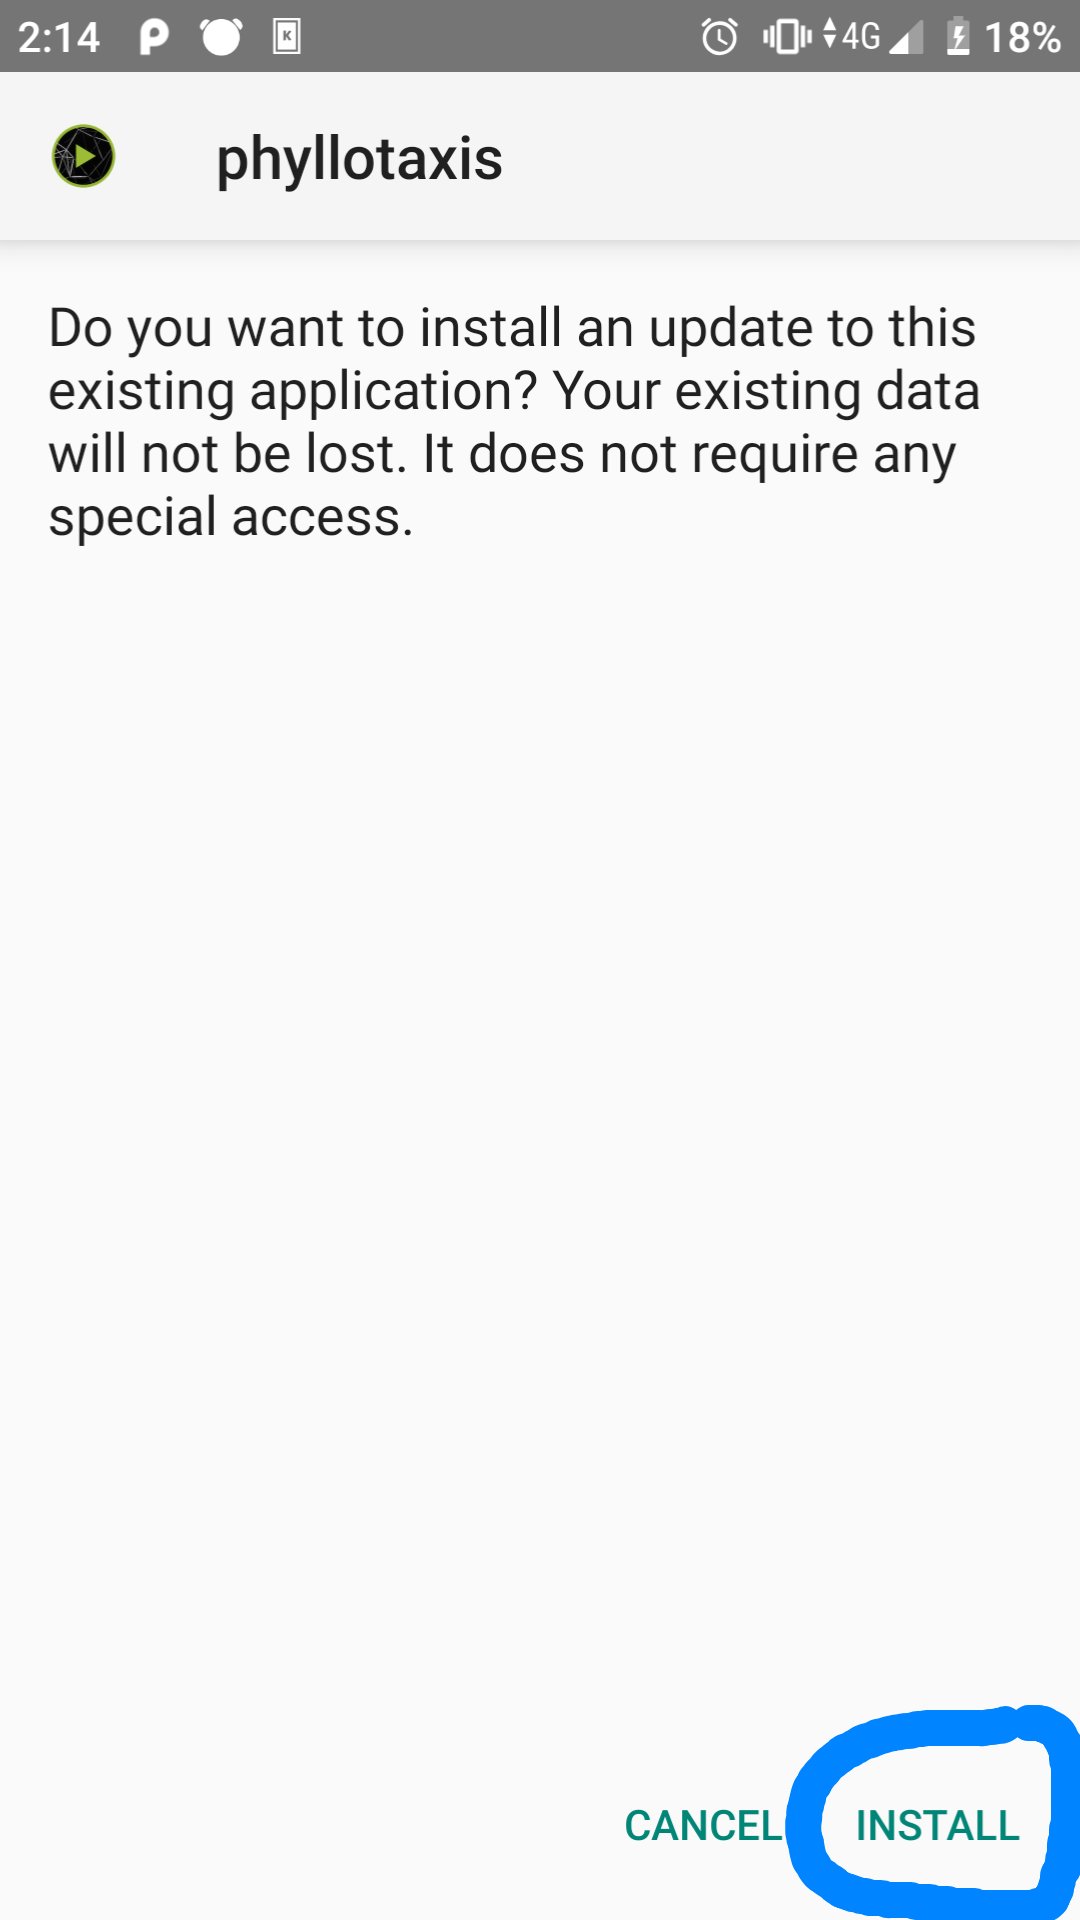 2:14 4G 18%
phyllotaxis
Do you want to install an update to this
existing application? Your existing data
will not be lost. It does not require any
special access.
CANCEL INSTALL